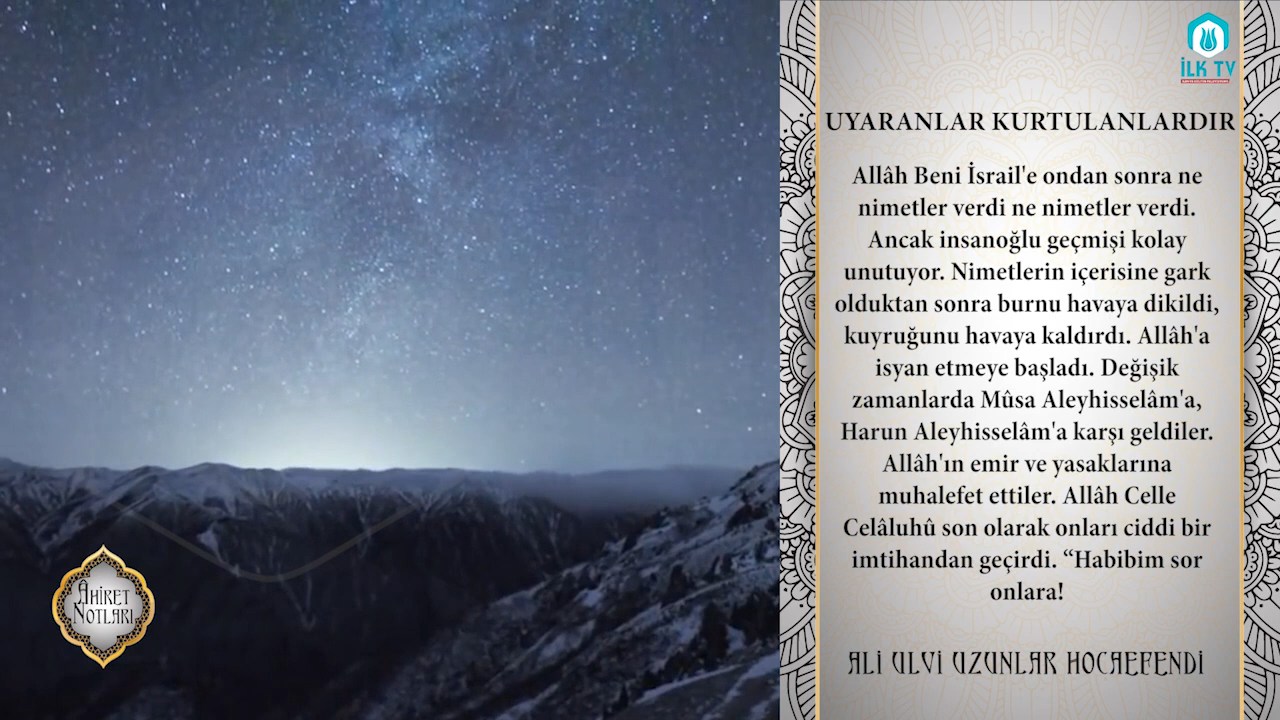 İLK TV
UYARANLAR KURTULANLARDIR
Allâh Beni İsrail'e ondan sonra ne
nimetler verdi ne nimetler verdi.
Ancak insanoğlu geçmişi kolay
unutuyor. Nimetlerin içerisine gark
olduktan sonra burnu havaya dikildi,
kuyruğunu havaya kaldırdı. Allâh'a
isyan etmeye başladı. Değişik
zamanlarda Mûsa Aleyhisselâm'a,
Harun Aleyhisselâm'a karşı geldiler.
Allâh'ın emir ve yasaklarına
muhalefet ettiler. Allâh Celle
Celâluhû son olarak onları ciddi bir
imtihandan geçirdi. “Habibim sor
onlara!
ALİ ULVİ UZUNLAR HOCAEFENDİ
AHİRET
NOTLARI